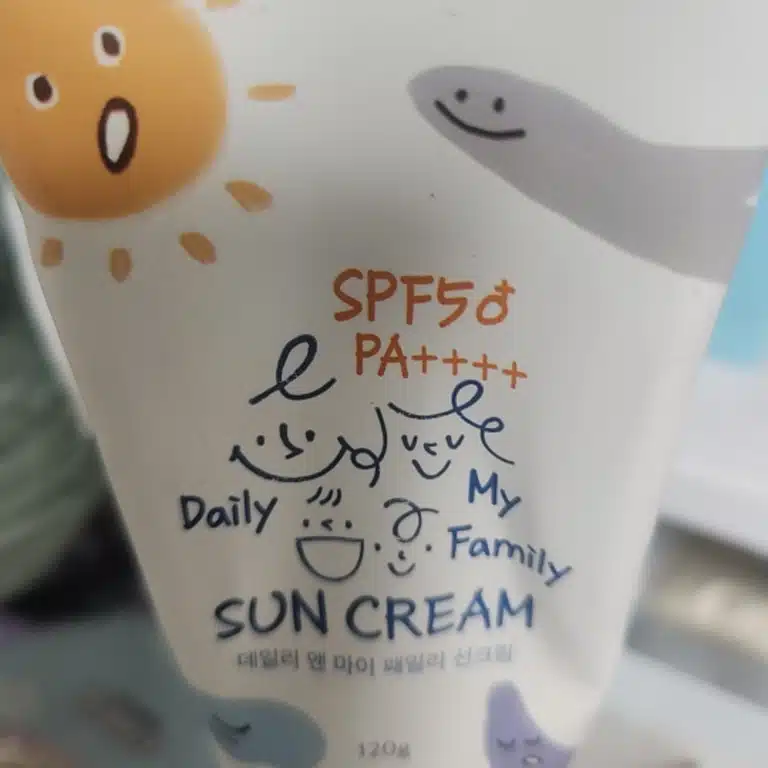 SPF50+
PA++++
Daily
My
Family
SUN CREAM
데일리 앤 마이 패밀리 선크림
120g